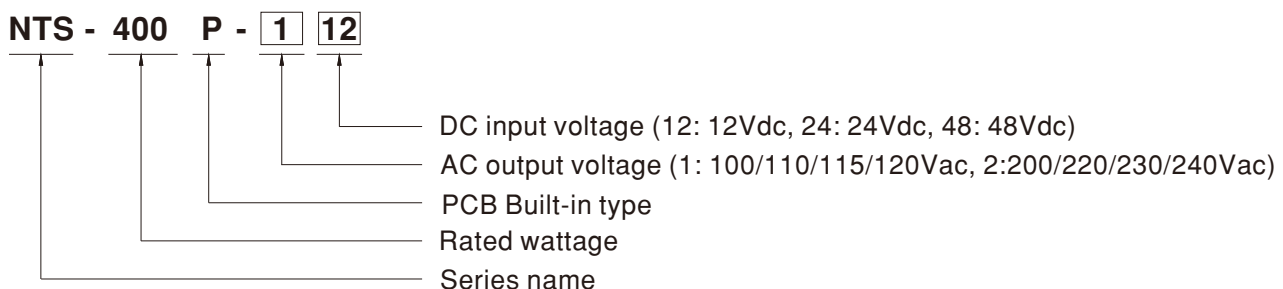 NTS - 400 P - 1 12
DC input voltage (12: 12Vdc, 24: 24Vdc, 48: 48Vdc)
AC output voltage (1: 100/110/115/120Vac, 2:200/220/230/240Vac)
PCB Built-in type
Rated wattage
Series name